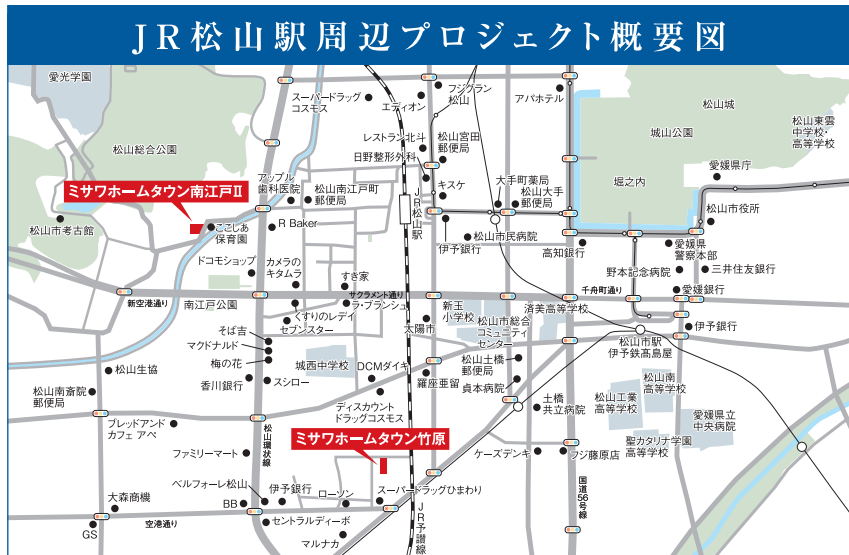 JR松山駅周辺プロジェクト概要図
愛光学園
松山総合公園
スーパードラッグ
コスモス
エディオン
フジグラン
松山
アパホテル
松山城
城山公園
松山東雲
中学校・
高等学校
レストラン北斗
日野整形外科
松山宮田
郵便局
堀之内
愛媛県庁
ミサワホームタウン南江戸Ⅱ
アップル
歯科医院
松山南江戸町
郵便局
JR松山駅
キスケ
大手町薬局
松山大手
郵便局
松山市役所
松山市考古館
ここしあ
保育園
R Baker
伊予銀行
松山市民病院
高知銀行
愛媛県
警察本部
ドコモショップ
カメラの
キタムラ
すき家
野本記念病院
三井住友銀行
愛媛銀行
新空港通り
南江戸公園
サクラメント通り
ラ・ブランシュ
千舟町通り
くすりのレデイ
セブンスター
新玉
小学校
太陽市
松山市総合
コミュニティ
センター
済美高等学校
伊予銀行
松山市駅
伊予鉄髙島屋
そば吉
マクドナルド
梅の花
香川銀行
スシロー
城西中学校
DCMダイキ
羅座亜留
松山土橋
郵便局
貞本病院
松山生協
松山南斎院
郵便局
ディスカウント
ドラッグコスモス
土橋
共立病院
松山工業
高等学校
松山南
高等学校
愛媛県立
中央病院
ブレッドアンド
カフェ アペ
松山環状線
ミサワホームタウン竹原
聖カタリナ学園
高等学校
ファミリーマート
ケーズデンキ
フジ藤原店
ベルフォーレ松山
伊予銀行
ローソン
スーパードラッグひまわり
国道56号線
大森商機
BB
GS
空港通り
セントラルディーボ
マルナカ
JR予讃線